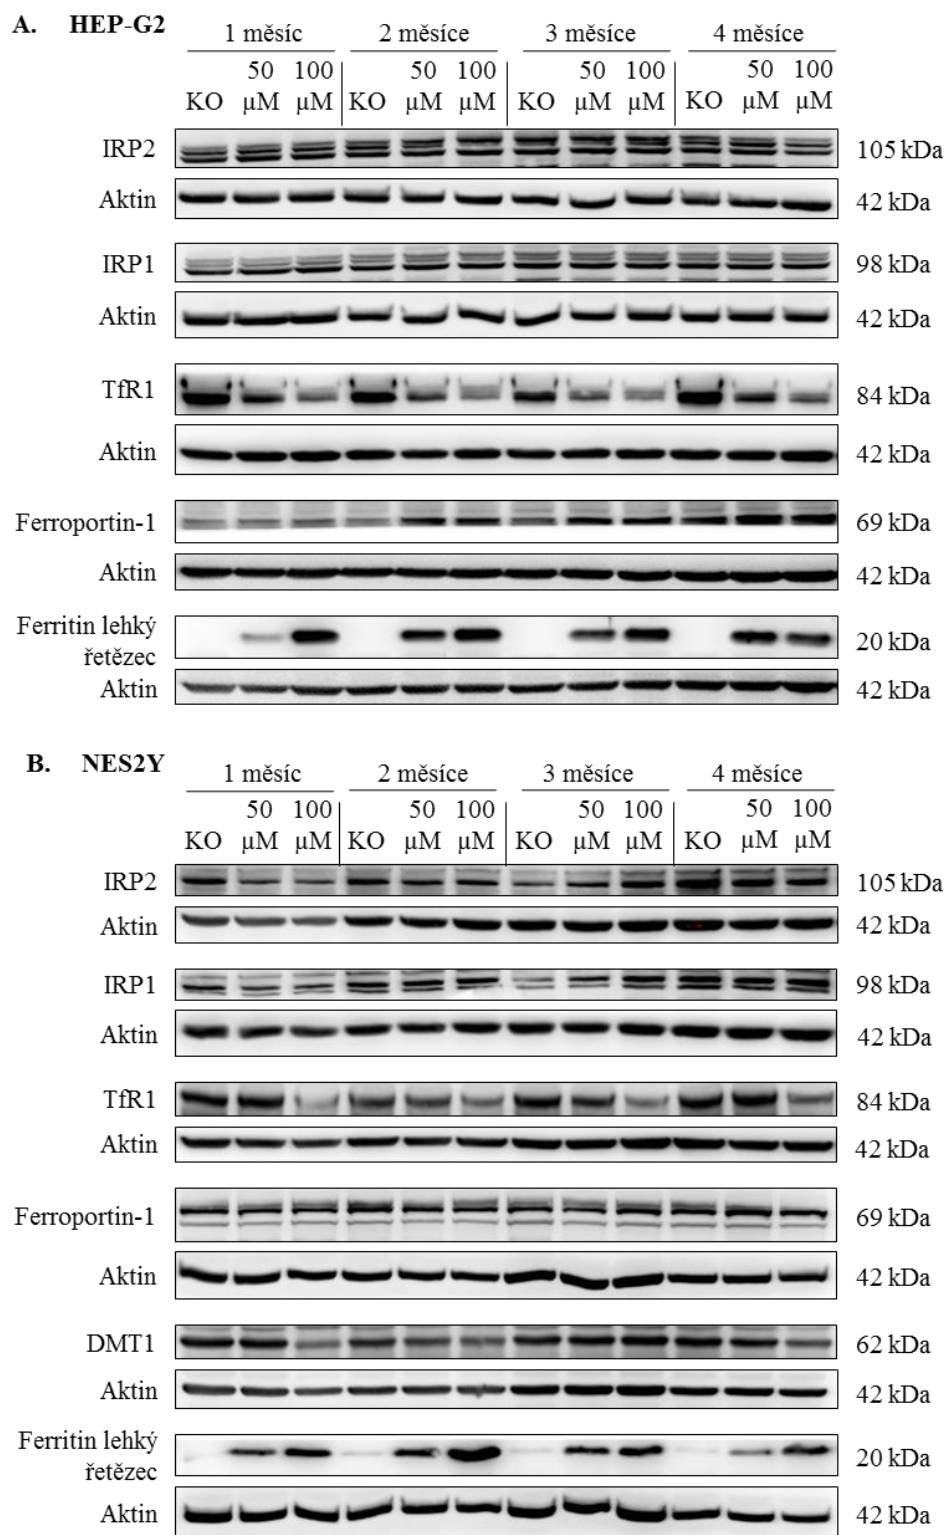 A. HEP-G2
1 měsíc 2 měsíce 3 měsíce 4 měsíce
50 100 50 100 50 100 50 100
KO µM µM KO µM µM KO µM µM KO µM µM
IRP2 105 kDa
Aktin 42 kDa
IRP1 98 kDa
Aktin 42 kDa
TfR1 84 kDa
Aktin 42 kDa
Ferroportin-1 69 kDa
Aktin 42 kDa
Ferritin lehký
řetězec 20 kDa
Aktin 42 kDa
B. NES2Y
1 měsíc 2 měsíce 3 měsíce 4 měsíce
50 100 50 100 50 100 50 100
KO µM µM KO µM µM KO µM µM KO µM µM
IRP2 105 kDa
Aktin 42 kDa
IRP1 98 kDa
Aktin 42 kDa
TfR1 84 kDa
Aktin 42 kDa
Ferroportin-1 69 kDa
Aktin 42 kDa
DMT1 62 kDa
Aktin 42 kDa
Ferritin lehký
řetězec 20 kDa
Aktin 42 kDa